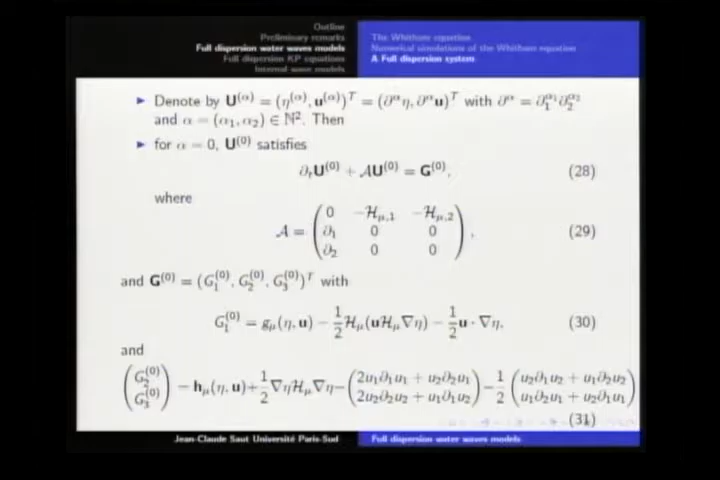 Outline
Preliminary remarks
Full dispersion water waves models
Full dispersion KP equations
Internal wave models
The Whitham equation
Numerical simulations of the Whitham equation
A Full dispersion system
► Denote by U^(α) = (η^(α), u^(α))^T = (∂^α η, ∂^α u)^T with ∂^α = ∂_1^{α_1} ∂_2^{α_2}
and α = (α_1, α_2) ∈ ℕ². Then
► for α = 0, U^(0) satisfies
∂_t U^(0) + 𝒜U^(0) = G^(0), (28)
where
𝒜 = ( 0 −ℋ_{μ,1} −ℋ_{μ,2}
∂_1 0 0
∂_2 0 0 ) , (29)
and G^(0) = (G_1^(0), G_2^(0), G_3^(0))^T with
G_1^(0) = g_μ(η, u) − 1/2 ℋ_μ(uℋ_μ∇η) − 1/2 u · ∇η, (30)
and
( G_2^(0) G_3^(0) ) = h_μ(η, u) + 1/2 ∇ηℋ_μ∇η − ( 2u_1∂_1u_1 + u_2∂_2u_1 2u_2∂_2u_2 + u_1∂_1u_2 ) − 1/2 ( u_2∂_1u_2 + u_1∂_2u_2 u_1∂_2u_1 + u_2∂_1u_1 )
(31)
Jean-Claude Saut Université Paris-Sud
Full dispersion water waves models